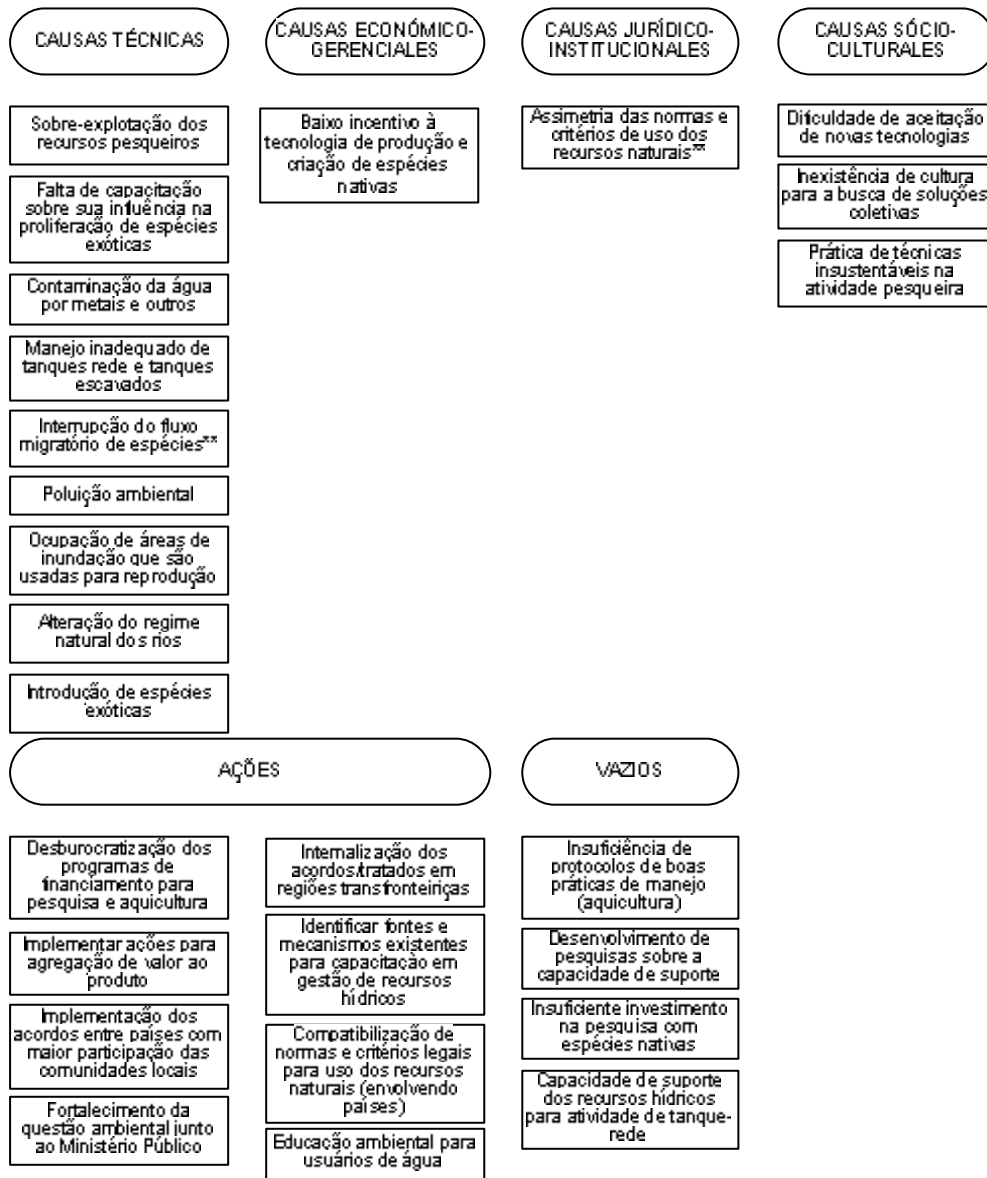 CAUSAS TÉCNICAS
CAUSAS ECONÓMICO-
GERENCIALES
CAUSAS JURÍDICO-
INSTITUCIONALES
CAUSAS SÓCIO-
CULTURALES
Sobre-explotação dos
recursos pesqueiros
Falta de capacitação
sobre sua influência na
proliferação de espécies
exóticas
Contaminação da água
por metais e outros
Manejo inadequado de
tanques rede e tanques
escavados
Interrupção do fluxo
migratório de espécies**
Poluição ambiental
Ocupação de áreas de
inundação que são
usadas para reprodução
Alteração do regime
natural dos rios
Introdução de espécies
exóticas
Baixo incentivo à
tecnologia de produção e
criação de espécies
nativas
Assimetria das normas e
critérios de uso dos
recursos naturais**
Dificuldade de aceitação
de novas tecnologias
Inexistência de cultura
para a busca de soluções
coletivas
Prática de técnicas
insustentáveis na
atividade pesqueira
AÇÕES
VAZIOS
Desburocratização dos
programas de
financiamento para
pesquisa e aquicultura
Implementar ações para
agregação de valor ao
produto
Implementação dos
acordos entre países com
maior participação das
comunidades locais
Fortalecimento da
questão ambiental junto
ao Ministério Público
Internalização dos
acordos/tratados em
regiões transfronteiriças
Identificar fontes e
mecanismos existentes
para capacitação em
gestão de recursos
hídricos
Compatibilização de
normas e critérios legais
para uso dos recursos
naturais (envolvendo
países)
Educação ambiental para
usuários de água
Insuficiência de
protocolos de boas
práticas de manejo
(aquicultura)
Desenvolvimento de
pesquisas sobre a
capacidade de suporte
Insuficiente investimento
na pesquisa com
espécies nativas
Capacidade de suporte
dos recursos hídricos
para atividade de tanque-
rede